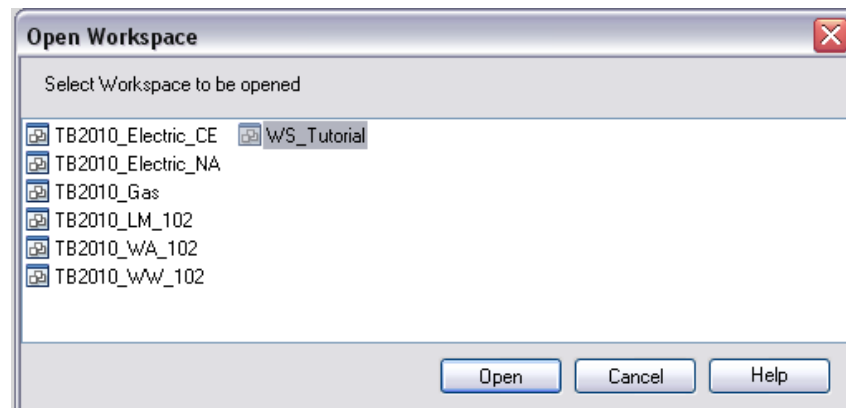 Open Workspace
Select Workspace to be opened
TB2010_Electric_CE WS_Tutorial
TB2010_Electric_NA
TB2010_Gas
TB2010_LM_102
TB2010_WA_102
TB2010_WW_102
Open Cancel Help